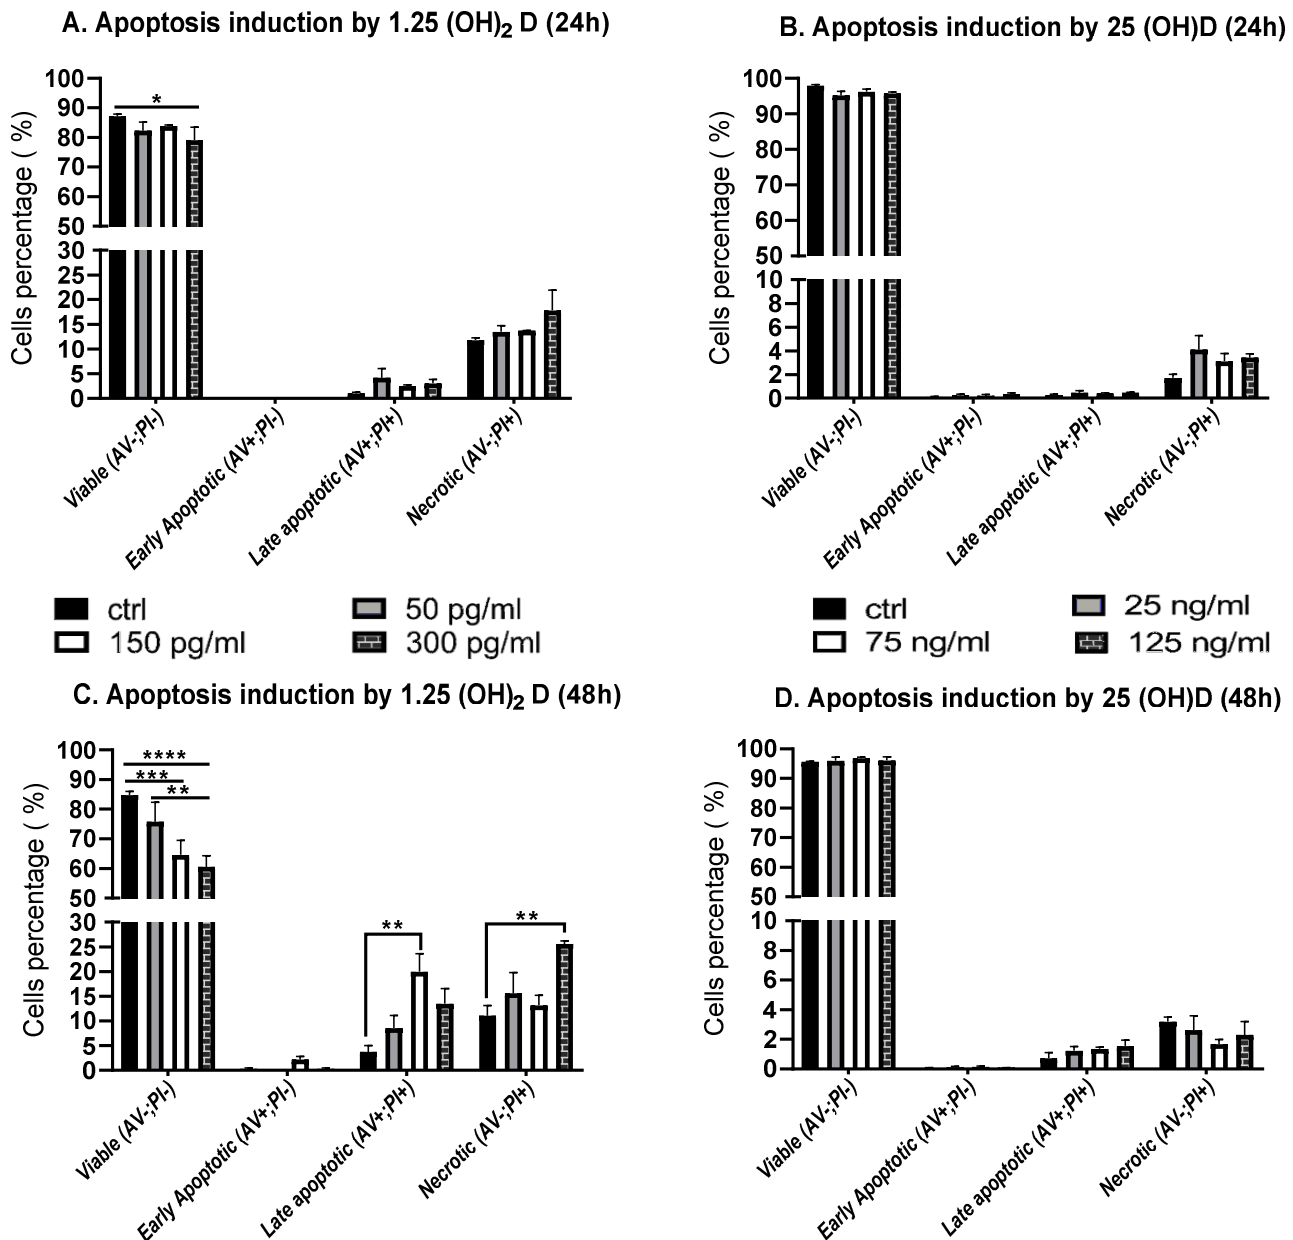 A. Apoptosis induction by 1.25 (OH)₂ D (24h)
Cells percentage ( %)
100
90
80
70
60
50
30
25
20
15
10
5
0
*
Viable (AV-;PI-)
Early Apoptotic (AV+;PI-)
Late apoptotic (AV+;PI+)
Necrotic (AV-;PI+)
B. Apoptosis induction by 25 (OH)D (24h)
Cells percentage ( %)
100
90
80
70
60
50
10
8
6
4
2
0
Viable (AV-;PI-)
Early Apoptotic (AV+;PI-)
Late apoptotic (AV+;PI+)
Necrotic (AV-;PI+)
ctrl
50 pg/ml
150 pg/ml
300 pg/ml
ctrl
25 ng/ml
75 ng/ml
125 ng/ml
C. Apoptosis induction by 1.25 (OH)₂ D (48h)
Cells percentage ( %)
100
90
80
70
60
50
30
25
20
15
10
5
0
****
***
**
**
**
Viable (AV-;PI-)
Early Apoptotic (AV+;PI-)
Late apoptotic (AV+;PI+)
Necrotic (AV-;PI+)
D. Apoptosis induction by 25 (OH)D (48h)
Cells percentage ( %)
100
90
80
70
60
50
10
8
6
4
2
0
Viable (AV-;PI-)
Early Apoptotic (AV+;PI-)
Late apoptotic (AV+;PI+)
Necrotic (AV-;PI+)